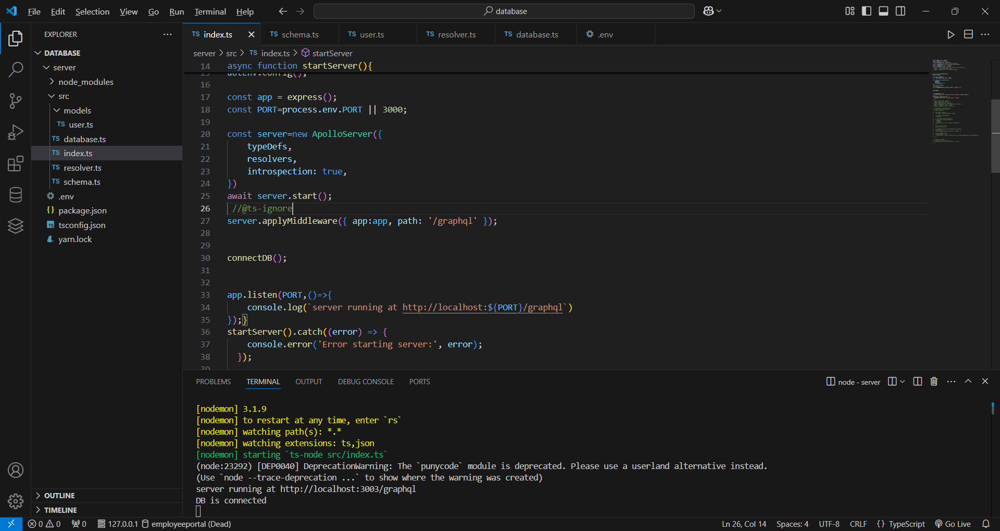 File Edit Selection View Go Run Terminal Help
database
EXPLORER
DATABASE
server
node_modules
src
models
TS user.ts
TS database.ts
TS index.ts
TS resolver.ts
TS schema.ts
.env
{} package.json
TS tsconfig.json
yarn.lock
OUTLINE
TIMELINE
TS index.ts
TS schema.ts
TS user.ts
TS resolver.ts
TS database.ts
.env
server > src > TS index.ts > startServer
14 async function startServer(){
15 dotenv.config();
16
17 const app = express();
18 const PORT=process.env.PORT || 3000;
19
20 const server=new ApolloServer({
21 typeDefs,
22 resolvers,
23 introspection: true,
24 })
25 await server.start();
26 //@ts-ignore
27 server.applyMiddleware({ app:app, path: '/graphql' });
28
29
30 connectDB();
31
32
33 app.listen(PORT,()=>{
34 console.log(`server running at http://localhost:${PORT}/graphql`)
35 });}
36 startServer().catch((error) => {
37 console.error('Error starting server:', error);
38 });
39
PROBLEMS TERMINAL OUTPUT DEBUG CONSOLE PORTS
node - server
[nodemon] 3.1.9
[nodemon] to restart at any time, enter `rs`
[nodemon] watching path(s): *.*
[nodemon] watching extensions: ts,json
[nodemon] starting `ts-node src/index.ts`
(node:23292) [DEP0040] DeprecationWarning: The `punycode` module is deprecated. Please use a userland alternative instead.
(Use `node --trace-deprecation ...` to show where the warning was created)
server running at http://localhost:3003/graphql
DB is connected
0 0 0 127.0.0.1 employeeportal (Dead)
Ln 26, Col 14 Spaces: 4 UTF-8 CRLF {} TypeScript Go Live